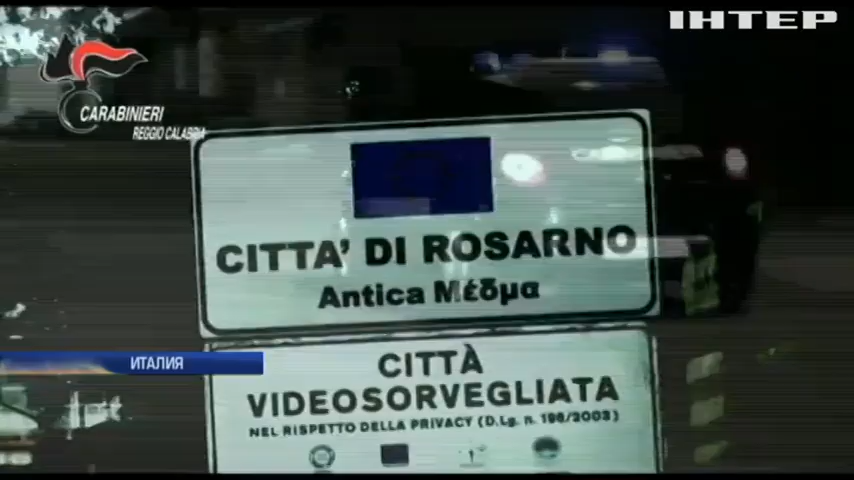 ІНТЕР
CARABINIERI
REGGIO CALABRIA
CITTA' DI ROSARNO
Antica Μέδμα
ИТАЛИЯ
CITTÀ
VIDEOSORVEGLIATA
NEL RISPETTO DELLA PRIVACY (D.Lg. n. 196/2003)